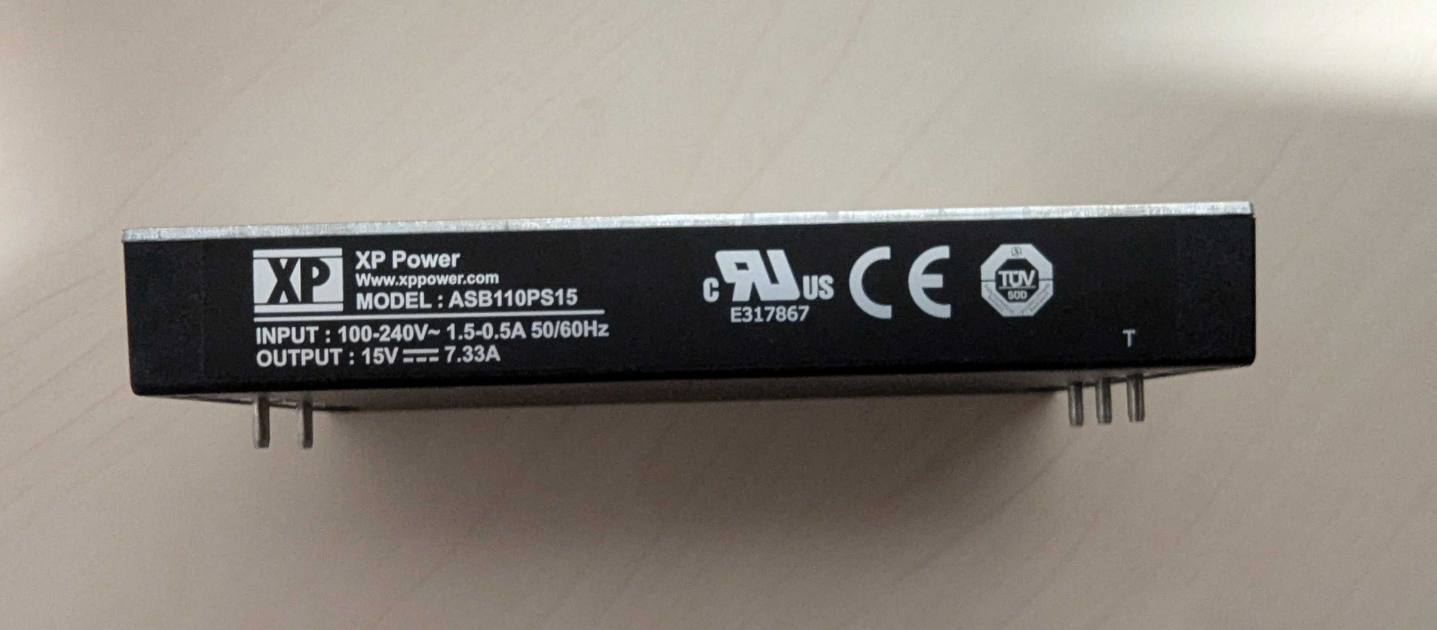 XP
XP Power
Www.xppower.com
MODEL : ASB110PS15
INPUT : 100-240V~ 1.5-0.5A 50/60Hz
OUTPUT : 15V⎓ 7.33A
c RU US
E317867
CE
TÜV
SÜD
T